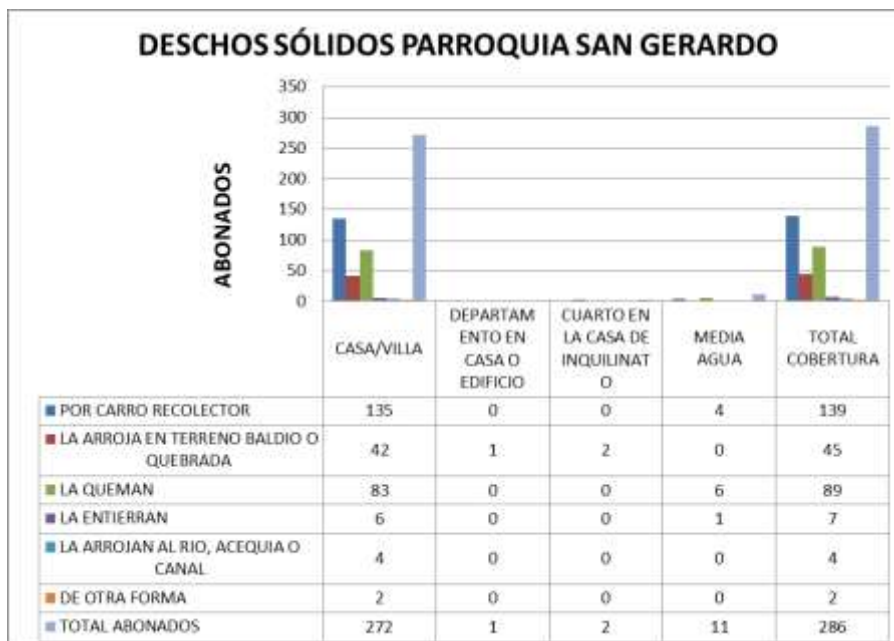 DESCHOS SÓLIDOS PARROQUIA SAN GERARDO
ABONADOS
350
300
250
200
150
100
50
0
CASA/VILLA
DEPARTAM
ENTO EN
CASA O
EDIFICIO
CUARTO EN
LA CASA DE
INQUILINAT
O
MEDIA
AGUA
TOTAL
COBERTURA
POR CARRO RECOLECTOR 135 0 0 4 139
LA ARROJA EN TERRENO BALDIO O
QUEBRADA 42 1 2 0 45
LA QUEMAN 83 0 0 6 89
LA ENTIERRAN 6 0 0 1 7
LA ARROJAN AL RIO, ACEQUIA O
CANAL 4 0 0 0 4
DE OTRA FORMA 2 0 0 0 2
TOTAL ABONADOS 272 1 2 11 286